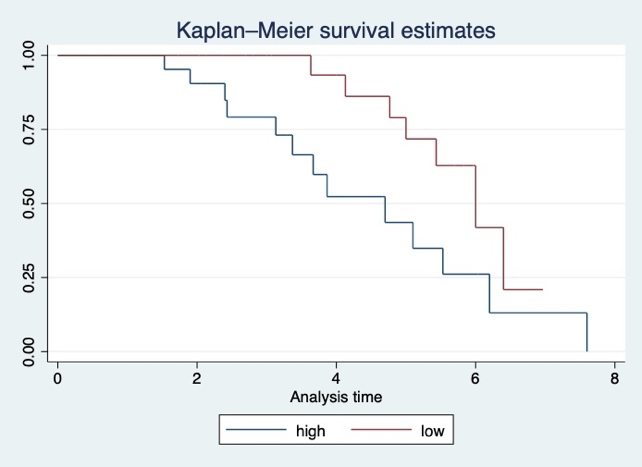 Kaplan–Meier survival estimates
1.00
0.75
0.50
0.25
0.00
0 2 4 6 8
Analysis time
high low